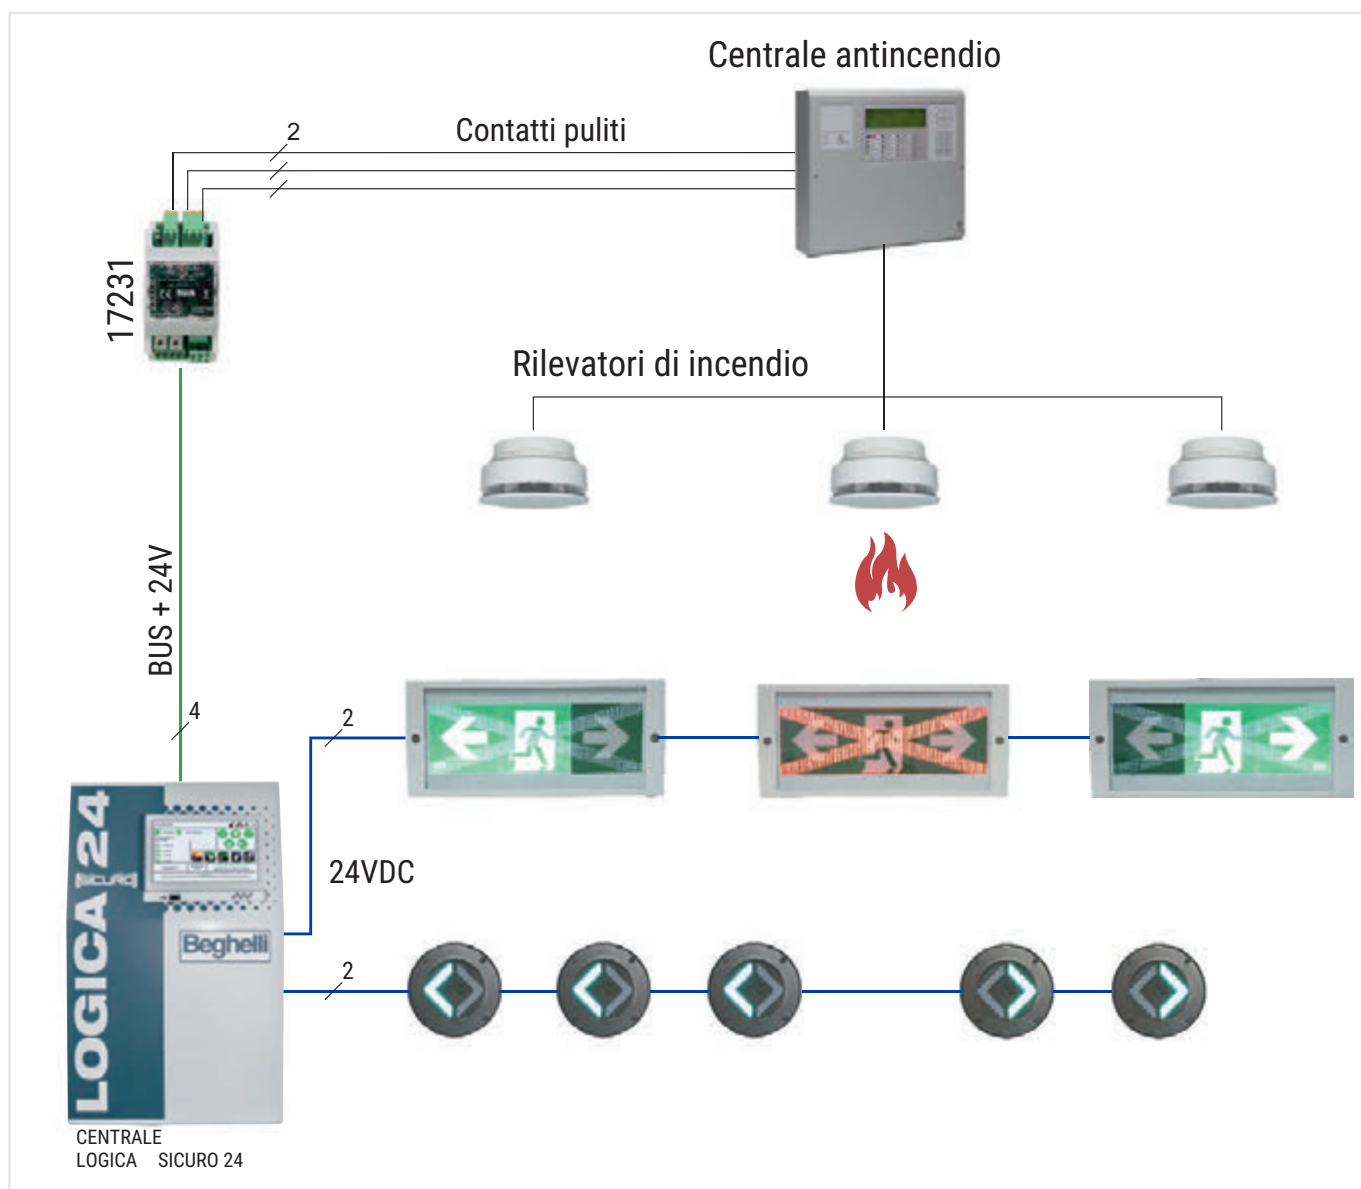 Centrale antincendio
2
Contatti puliti
17231
Rilevatori di incendio
BUS + 24V
4
2
24VDC
LOGICA 24
SICURO
Beghelli
2
CENTRALE
LOGICA SICURO 24